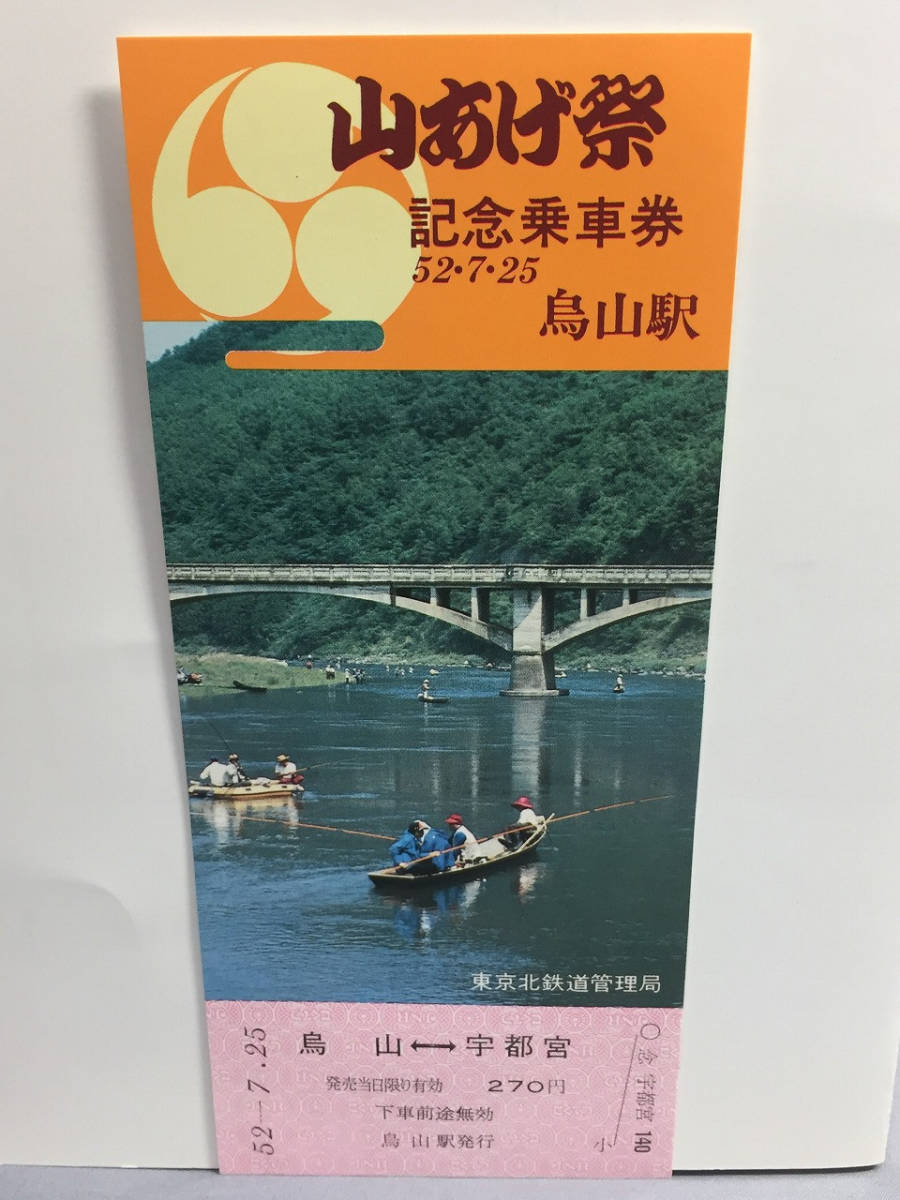 山あげ祭
記念乗車券
52・7・25
烏山駅
東京北鉄道管理局
52―7.25
烏 山 ⟷ 宇都宮
発売当日限り有効 270円
下車前途無効
烏山駅発行
〇念 宇都宮 140
小